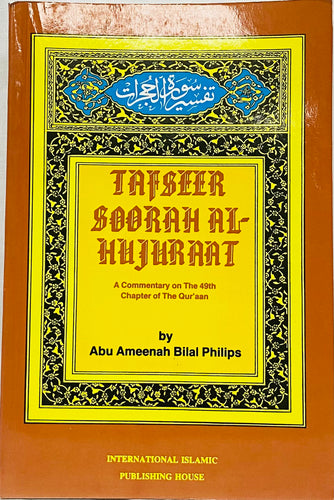 تفسير سورة الحجرات
TAFSEER
SOORAH AL-
HUJURAAT
A Commentary on The 49th
Chapter of The Qur'aan
by
Abu Ameenah Bilal Philips
INTERNATIONAL ISLAMIC
PUBLISHING HOUSE